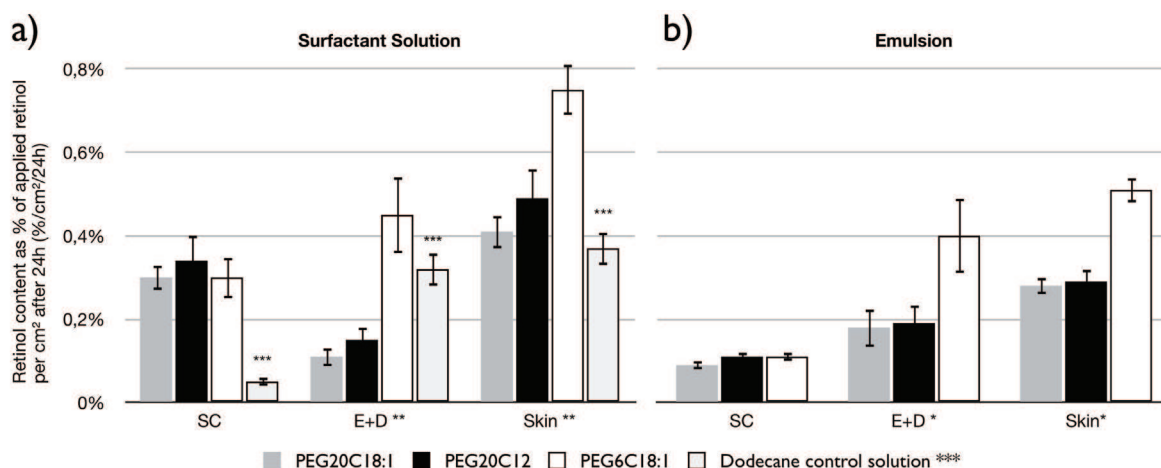 a)
Surfactant Solution
b)
Emulsion
Retinol content as % of applied retinol
per cm² after 24h (%/cm²/24h)
0,8%
0,6%
0,4%
0,2%
0%
***
***
***
SC
E+D **
Skin **
SC
E+D *
Skin*
PEG20C18:1
PEG20C12
PEG6C18:1
Dodecane control solution ***